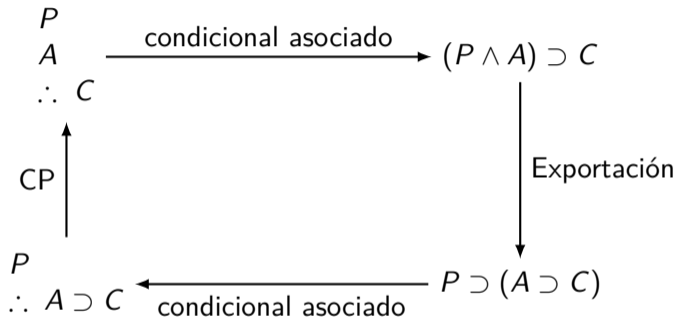 P
A
∴ C
condicional asociado
(P ∧ A) ⊃ C
CP
Exportación
P
∴ A ⊃ C
condicional asociado
P ⊃ (A ⊃ C)